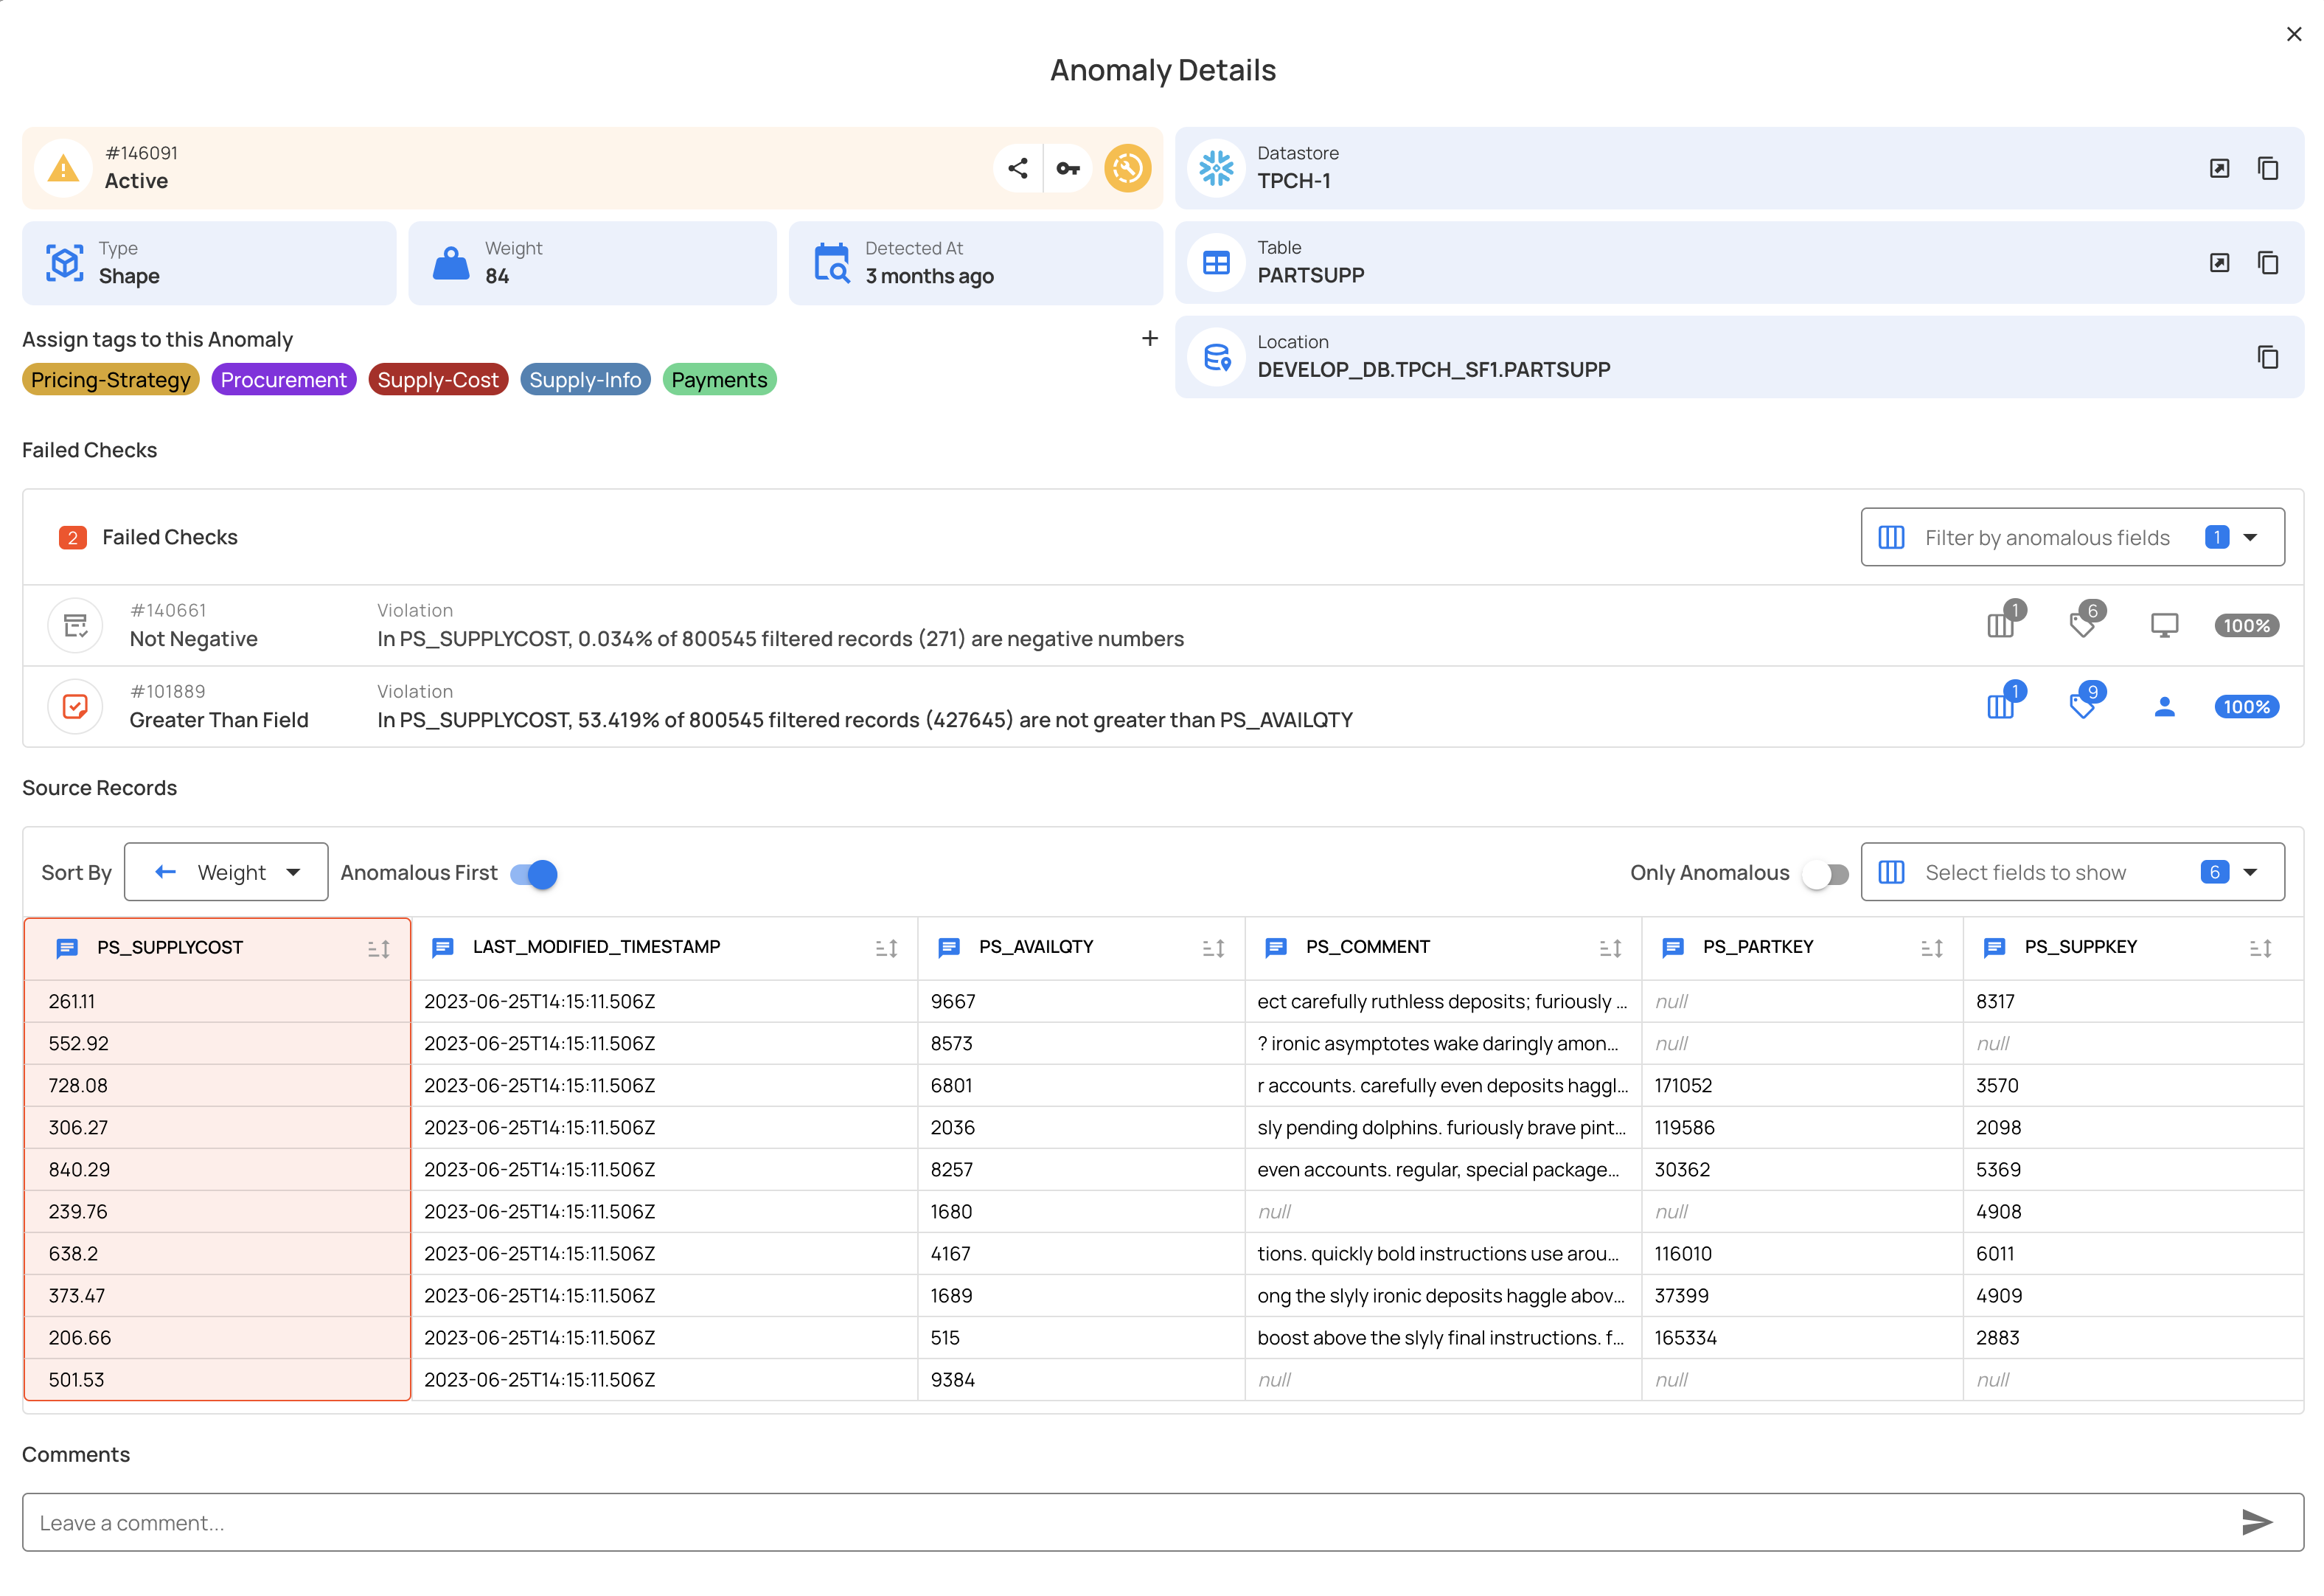 Anomaly Details
#146091
Active
Datastore
TPCH-1
Type
Shape
Weight
84
Detected At
3 months ago
Table
PARTSUPP
Assign tags to this Anomaly
Pricing-Strategy Procurement Supply-Cost Supply-Info Payments
Location
DEVELOP_DB.TPCH_SF1.PARTSUPP
Failed Checks
2 Failed Checks
Filter by anomalous fields 1
#140661 Violation
Not Negative In PS_SUPPLYCOST, 0.034% of 800545 filtered records (271) are negative numbers 1 6 100%
#101889 Violation
Greater Than Field In PS_SUPPLYCOST, 53.419% of 800545 filtered records (427645) are not greater than PS_AVAILQTY 1 9 100%
Source Records
Sort By Weight Anomalous First Only Anomalous Select fields to show 6
PS_SUPPLYCOST LAST_MODIFIED_TIMESTAMP PS_AVAILQTY PS_COMMENT PS_PARTKEY PS_SUPPKEY
261.11 2023-06-25T14:15:11.506Z 9667 ect carefully ruthless deposits; furiously ... null 8317
552.92 2023-06-25T14:15:11.506Z 8573 ? ironic asymptotes wake daringly amon... null null
728.08 2023-06-25T14:15:11.506Z 6801 r accounts. carefully even deposits haggl... 171052 3570
306.27 2023-06-25T14:15:11.506Z 2036 sly pending dolphins. furiously brave pint... 119586 2098
840.29 2023-06-25T14:15:11.506Z 8257 even accounts. regular, special package... 30362 5369
239.76 2023-06-25T14:15:11.506Z 1680 null null 4908
638.2 2023-06-25T14:15:11.506Z 4167 tions. quickly bold instructions use arou... 116010 6011
373.47 2023-06-25T14:15:11.506Z 1689 ong the slyly ironic deposits haggle abov... 37399 4909
206.66 2023-06-25T14:15:11.506Z 515 boost above the slyly final instructions. f... 165334 2883
501.53 2023-06-25T14:15:11.506Z 9384 null null null
Comments
Leave a comment...